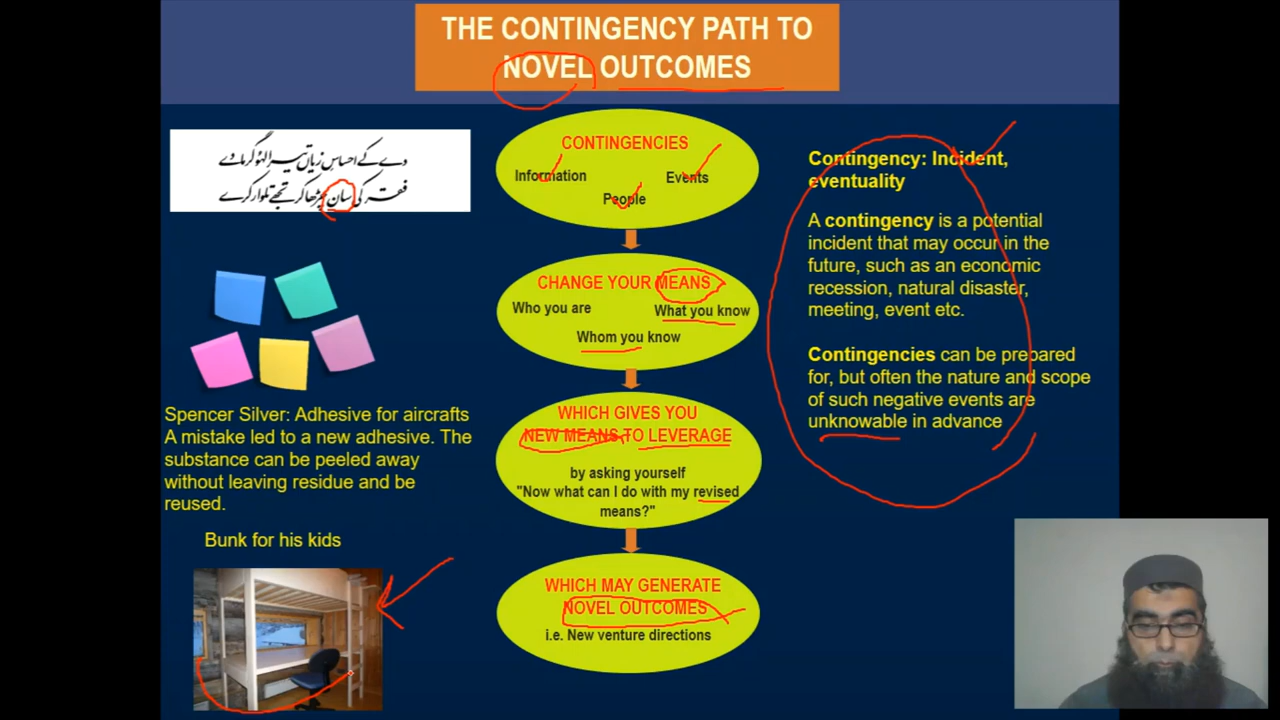 THE CONTINGENCY PATH TO
NOVEL OUTCOMES
دے کے احساسِ زیاں تیرا لہو گرما دے
فقر کی سان چڑھا کر تجھے تلوار کرے
Spencer Silver: Adhesive for aircrafts
A mistake led to a new adhesive. The
substance can be peeled away
without leaving residue and be
reused.
Bunk for his kids
CONTINGENCIES
Information
Events
People
CHANGE YOUR MEANS
Who you are
What you know
Whom you know
WHICH GIVES YOU
NEW MEANS TO LEVERAGE
by asking yourself
"Now what can I do with my revised
means?"
WHICH MAY GENERATE
NOVEL OUTCOMES
i.e. New venture directions
Contingency: Incident,
eventuality
A contingency is a potential
incident that may occur in the
future, such as an economic
recession, natural disaster,
meeting, event etc.
Contingencies can be prepared
for, but often the nature and scope
of such negative events are
unknowable in advance